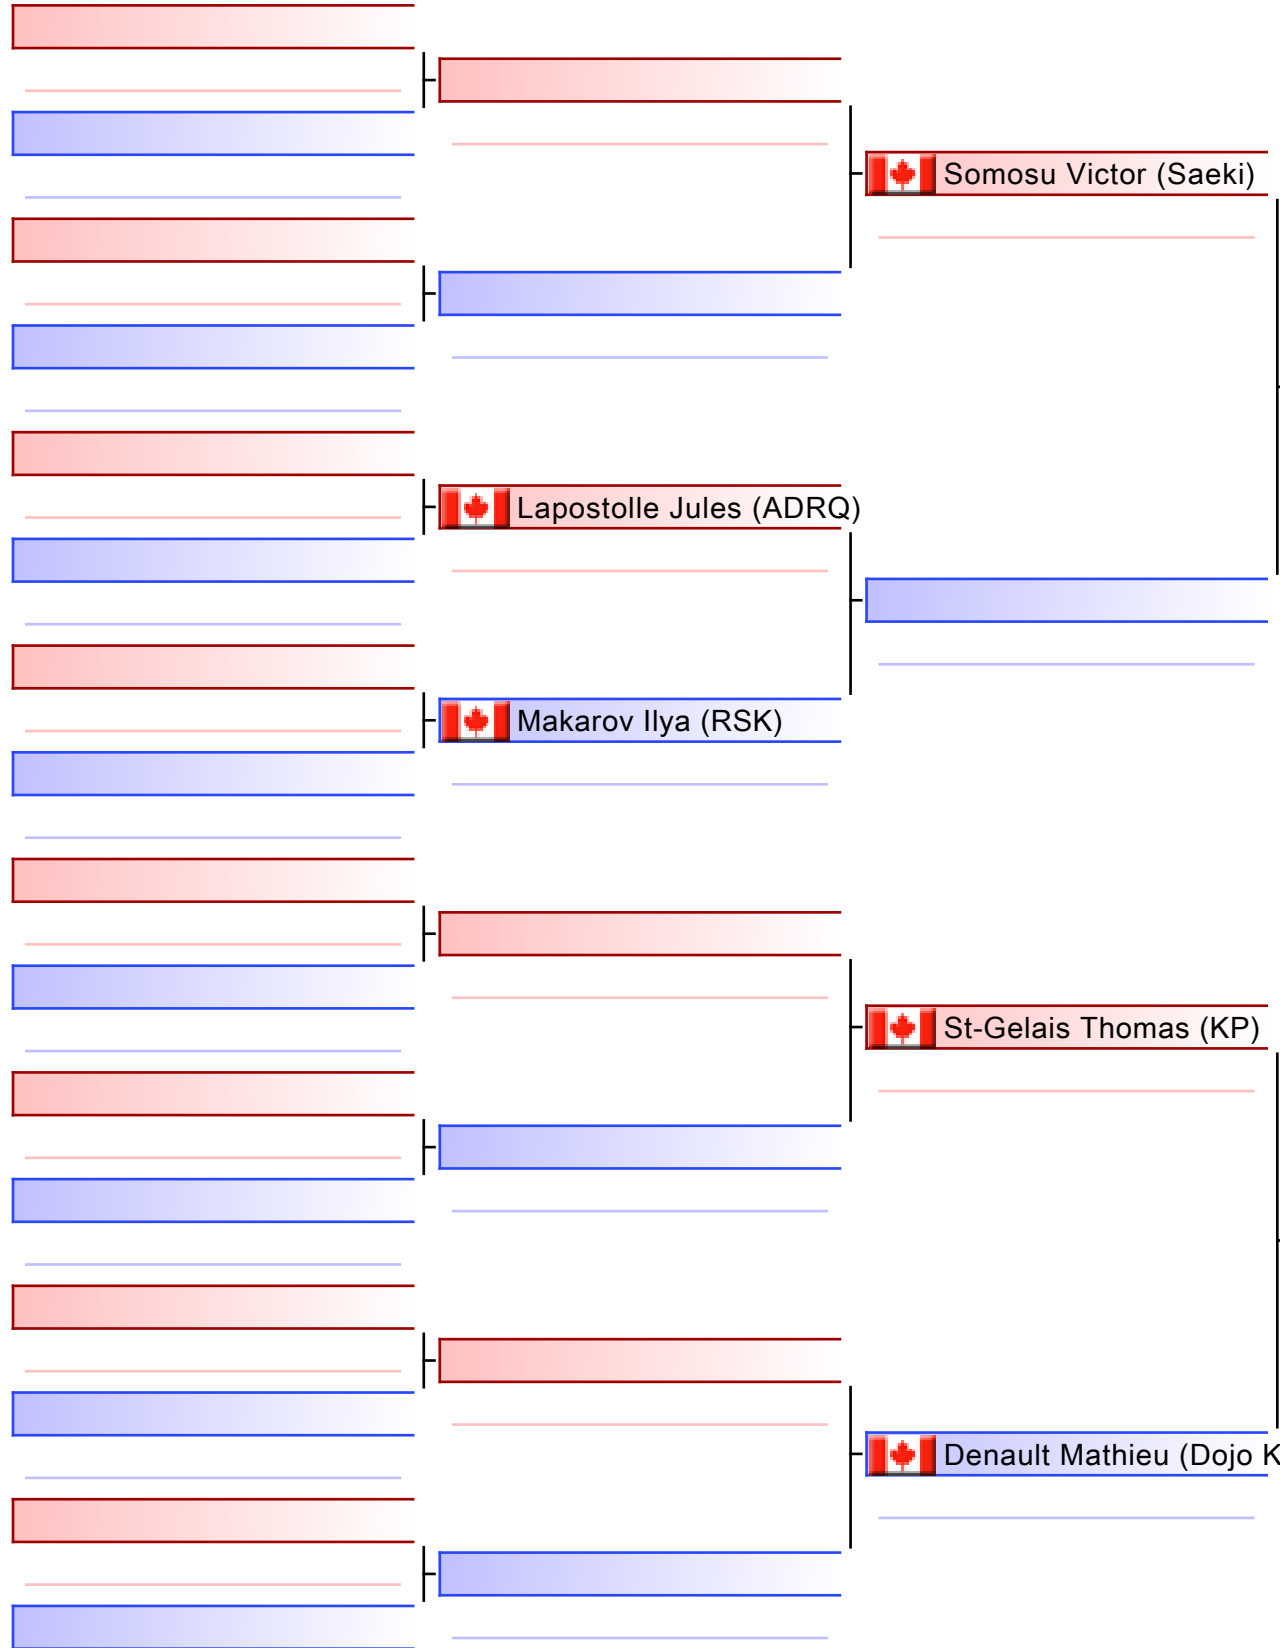 Somosu Victor (Saeki)
Lapostolle Jules (ADRQ)
Makarov Ilya (RSK)
St-Gelais Thomas (KP)
Denault Mathieu (Dojo K